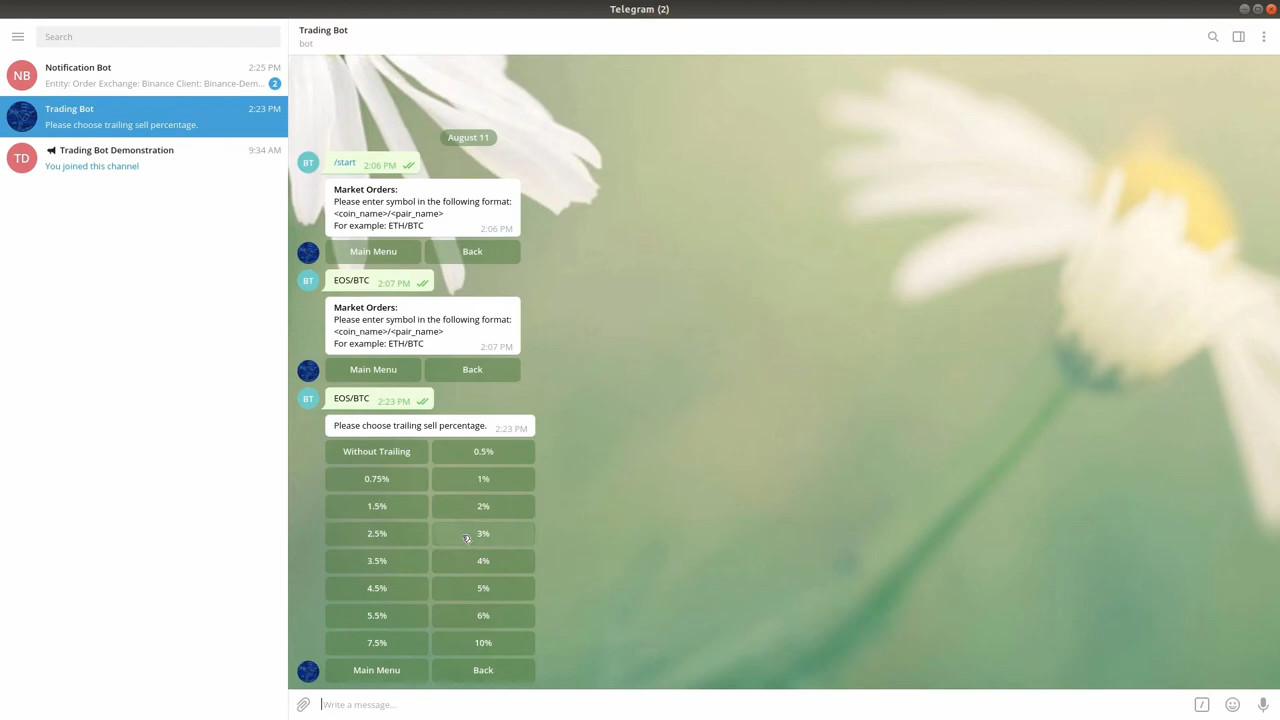 Telegram (2)
Search
NB
Notification Bot
2:25 PM
Entity: Order Exchange: Binance Client: Binance-Dem...
2
Trading Bot
2:23 PM
Please choose trailing sell percentage.
TD
Trading Bot Demonstration
9:34 AM
You joined this channel
Trading Bot
bot
August 11
BT
/start 2:06 PM
Market Orders:
Please enter symbol in the following format:
<coin_name>/<pair_name>
For example: ETH/BTC
2:06 PM
Main Menu Back
BT
EOS/BTC 2:07 PM
Market Orders:
Please enter symbol in the following format:
<coin_name>/<pair_name>
For example: ETH/BTC
2:07 PM
Main Menu Back
BT
EOS/BTC 2:23 PM
Please choose trailing sell percentage. 2:23 PM
Without Trailing 0.5%
0.75% 1%
1.5% 2%
2.5% 3%
3.5% 4%
4.5% 5%
5.5% 6%
7.5% 10%
Main Menu Back
Write a message...